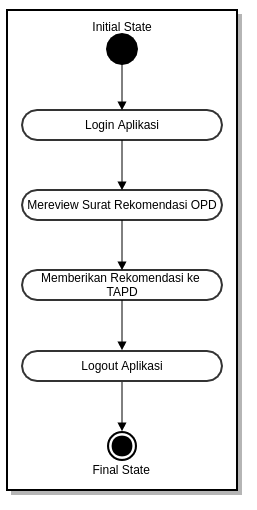 Initial State
Login Aplikasi
Mereview Surat Rekomendasi OPD
Memberikan Rekomendasi ke
TAPD
Logout Aplikasi
Final State